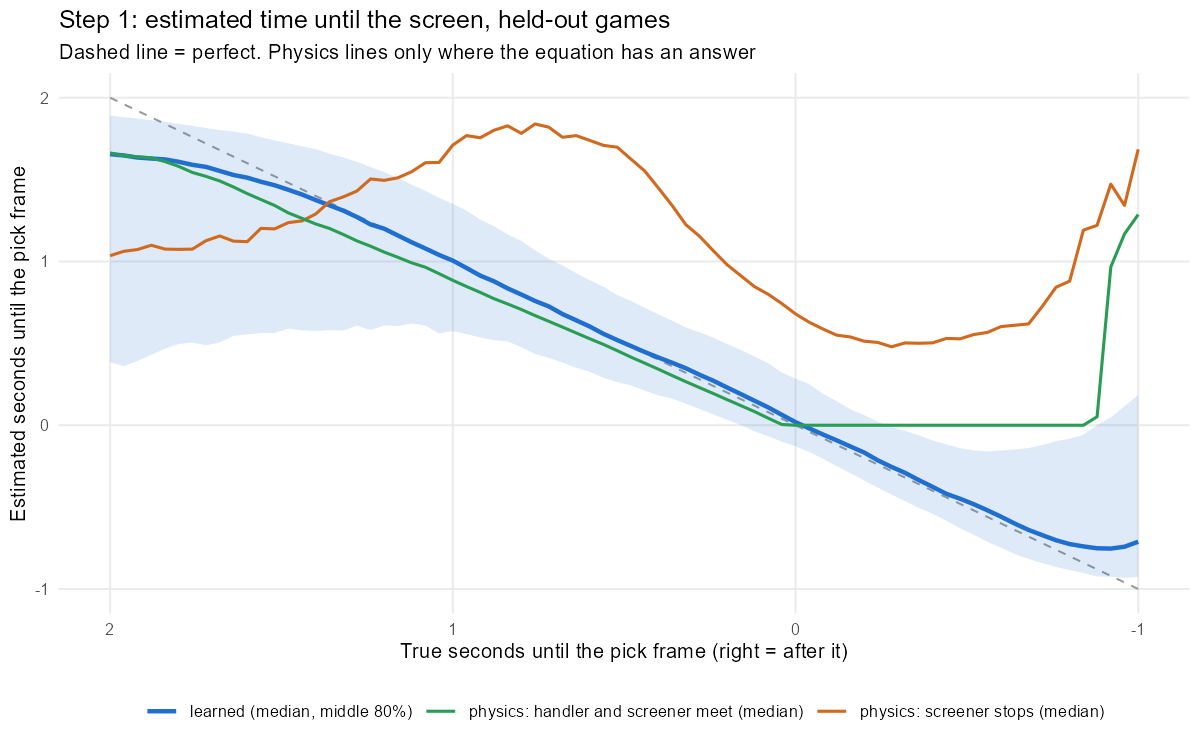 Step 1: estimated time until the screen, held-out games
Dashed line = perfect. Physics lines only where the equation has an answer
Estimated seconds until the pick frame
2
1
0
-1
2
1
0
-1
True seconds until the pick frame (right = after it)
learned (median, middle 80%)
physics: handler and screener meet (median)
physics: screener stops (median)